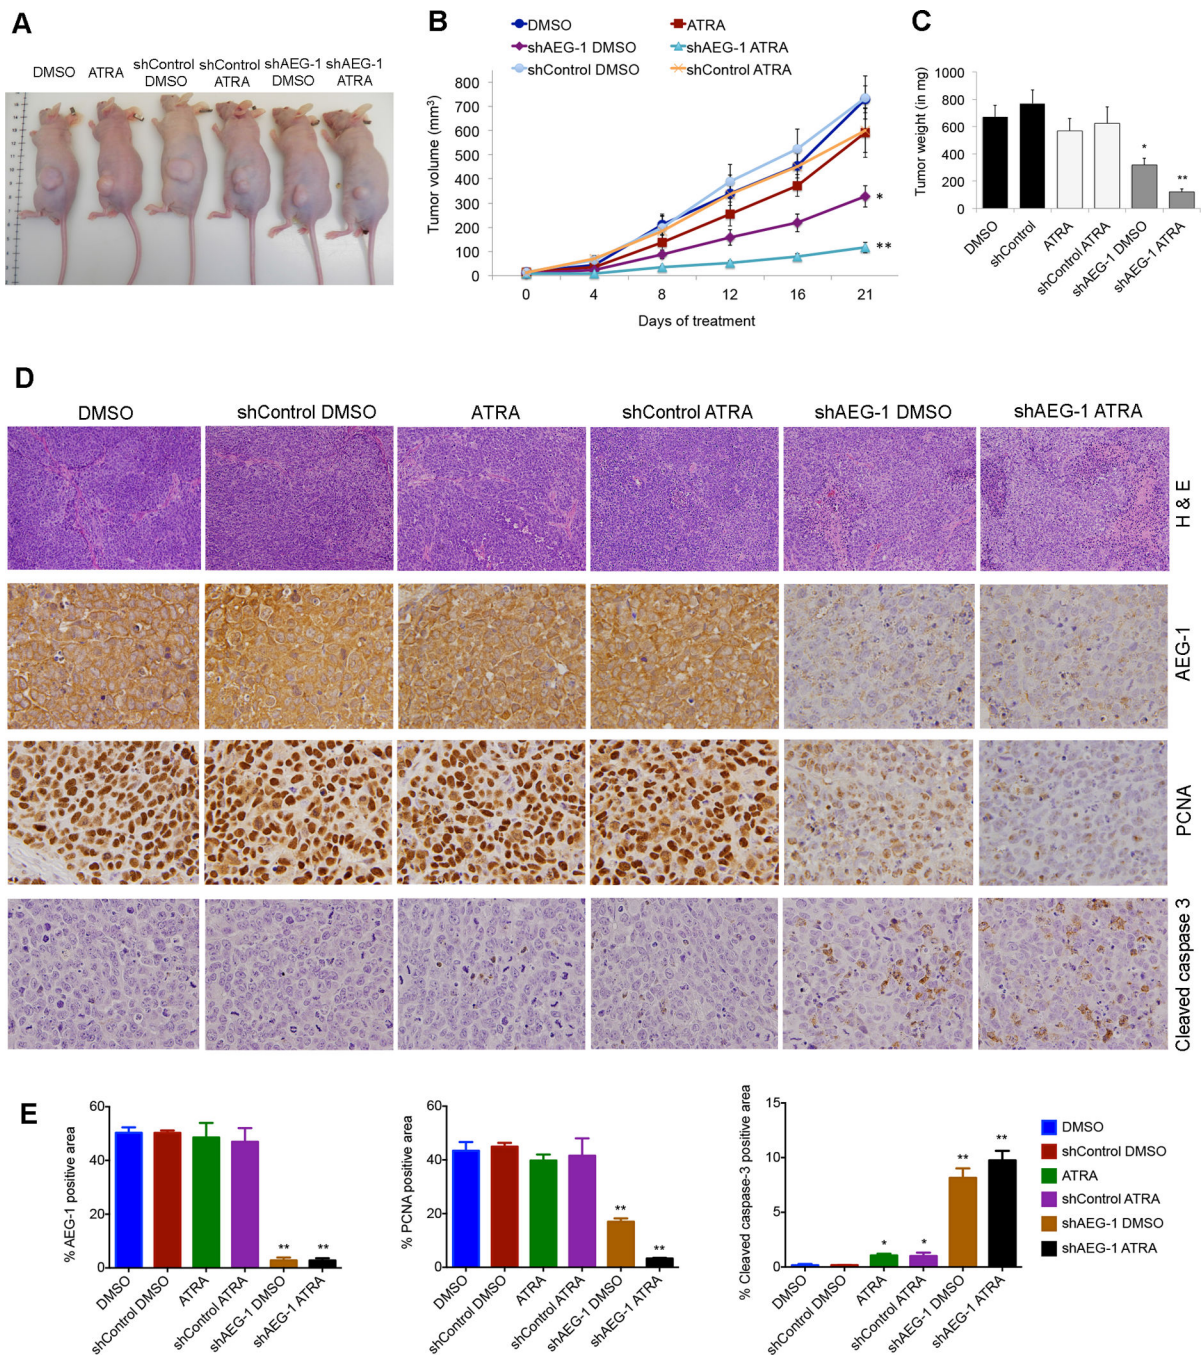 A
DMSO ATRA shControl DMSO shControl ATRA shAEG-1 DMSO shAEG-1 ATRA
B
DMSO
ATRA
shAEG-1 DMSO
shAEG-1 ATRA
shControl DMSO
shControl ATRA
Tumor volume (mm³)
800
700
600
500
400
300
200
100
0
*
**
0 4 8 12 16 21
Days of treatment
C
Tumor weight (in mg)
1000
800
600
400
200
0
*
**
DMSO
shControl
ATRA
shControl ATRA
shAEG-1 DMSO
shAEG-1 ATRA
D
DMSO shControl DMSO ATRA shControl ATRA shAEG-1 DMSO shAEG-1 ATRA
H & E
AEG-1
PCNA
Cleaved caspase 3
E
% AEG-1 positive area
60
40
20
0
** **
DMSO
shControl DMSO
ATRA
shControl ATRA
shAEG-1 DMSO
shAEG-1 ATRA
% PCNA positive area
60
40
20
0
**
**
DMSO
shControl DMSO
ATRA
shControl ATRA
shAEG-1 DMSO
shAEG-1 ATRA
% Cleaved caspase-3 positive area
15
10
5
0
* * ** **
DMSO
shControl DMSO
ATRA
shControl ATRA
shAEG-1 DMSO
shAEG-1 ATRA
DMSO
shControl DMSO
ATRA
shControl ATRA
shAEG-1 DMSO
shAEG-1 ATRA